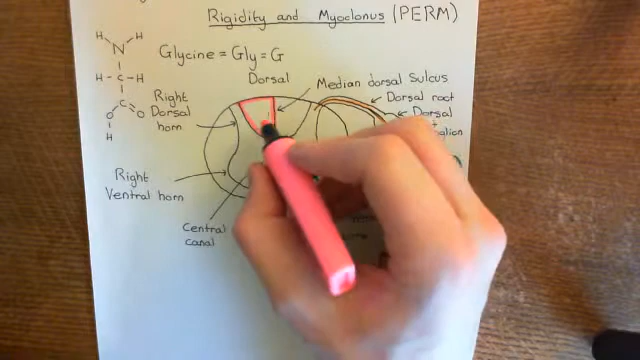 Rigidity and Myoclonus (PERM)
Glycine = Gly = G
H H
N
H C H
C O
O
H
Dorsal
Median dorsal Sulcus
Right
Dorsal
horn
Dorsal root
Dorsal
Right
Ventral horn
Central
canal